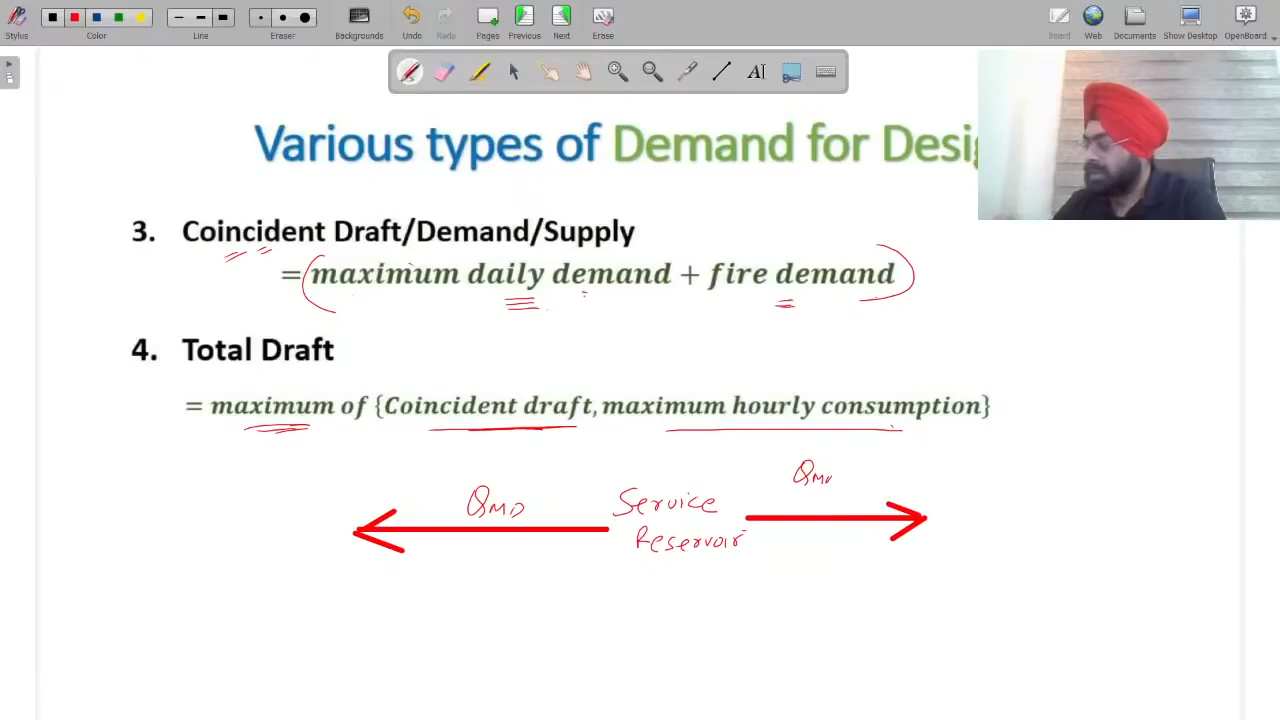 Stylus Color Line Eraser Backgrounds Undo Redo Pages Previous Next Erase Board Web Documents Show Desktop OpenBoard
Various types of Demand for Desi
3. Coincident Draft/Demand/Supply
= maximum daily demand + fire demand
4. Total Draft
= maximum of {Coincident draft, maximum hourly consumption}
QMD Service QM
Reservoir